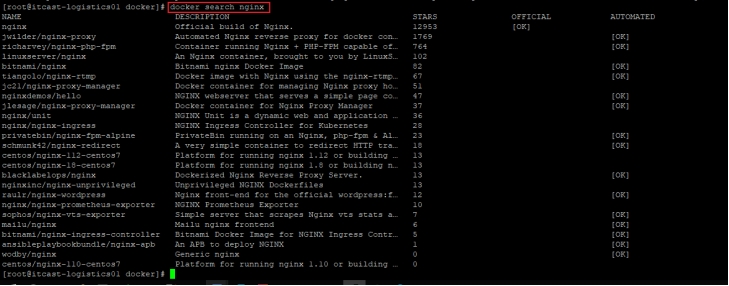 [root@itcast-logistics01 docker]# docker search nginx
NAME DESCRIPTION STARS OFFICIAL AUTOMATED
nginx Official build of Nginx. 12953 [OK]
jwilder/nginx-proxy Automated Nginx reverse proxy for docker con… 1769 [OK]
richarvey/nginx-php-fpm Container running Nginx + PHP-FPM capable of… 764 [OK]
linuxserver/nginx An Nginx container, brought to you by LinuxS… 102
bitnami/nginx Bitnami nginx Docker Image 82 [OK]
tiangolo/nginx-rtmp Docker image with Nginx using the nginx-rtmp… 67 [OK]
jc21/nginx-proxy-manager Docker container for managing Nginx proxy ho… 51
nginxdemos/hello NGINX webserver that serves a simple page co… 47 [OK]
jlesage/nginx-proxy-manager Docker container for Nginx Proxy Manager 37 [OK]
nginx/unit NGINX Unit is a dynamic web and application … 36
nginx/nginx-ingress NGINX Ingress Controller for Kubernetes 28
privatebin/nginx-fpm-alpine PrivateBin running on an Nginx, php-fpm & Al… 23 [OK]
schmunk42/nginx-redirect A very simple container to redirect HTTP tra… 18 [OK]
centos/nginx-112-centos7 Platform for running nginx 1.12 or building … 13
centos/nginx-18-centos7 Platform for running nginx 1.8 or building n… 13
blacklabelops/nginx Dockerized Nginx Reverse Proxy Server. 13 [OK]
nginxinc/nginx-unprivileged Unprivileged NGINX Dockerfiles 13
raulr/nginx-wordpress Nginx front-end for the official wordpress:f… 12 [OK]
nginx/nginx-prometheus-exporter NGINX Prometheus Exporter 10
sophos/nginx-vts-exporter Simple server that scrapes Nginx vts stats a… 7 [OK]
mailu/nginx Mailu nginx frontend 6 [OK]
bitnami/nginx-ingress-controller Bitnami Docker Image for NGINX Ingress Contr… 5 [OK]
ansibleplaybookbundle/nginx-apb An APB to deploy NGINX 1 [OK]
wodby/nginx Generic nginx 0 [OK]
centos/nginx-110-centos7 Platform for running nginx 1.10 or building … 0
[root@itcast-logistics01 docker]#